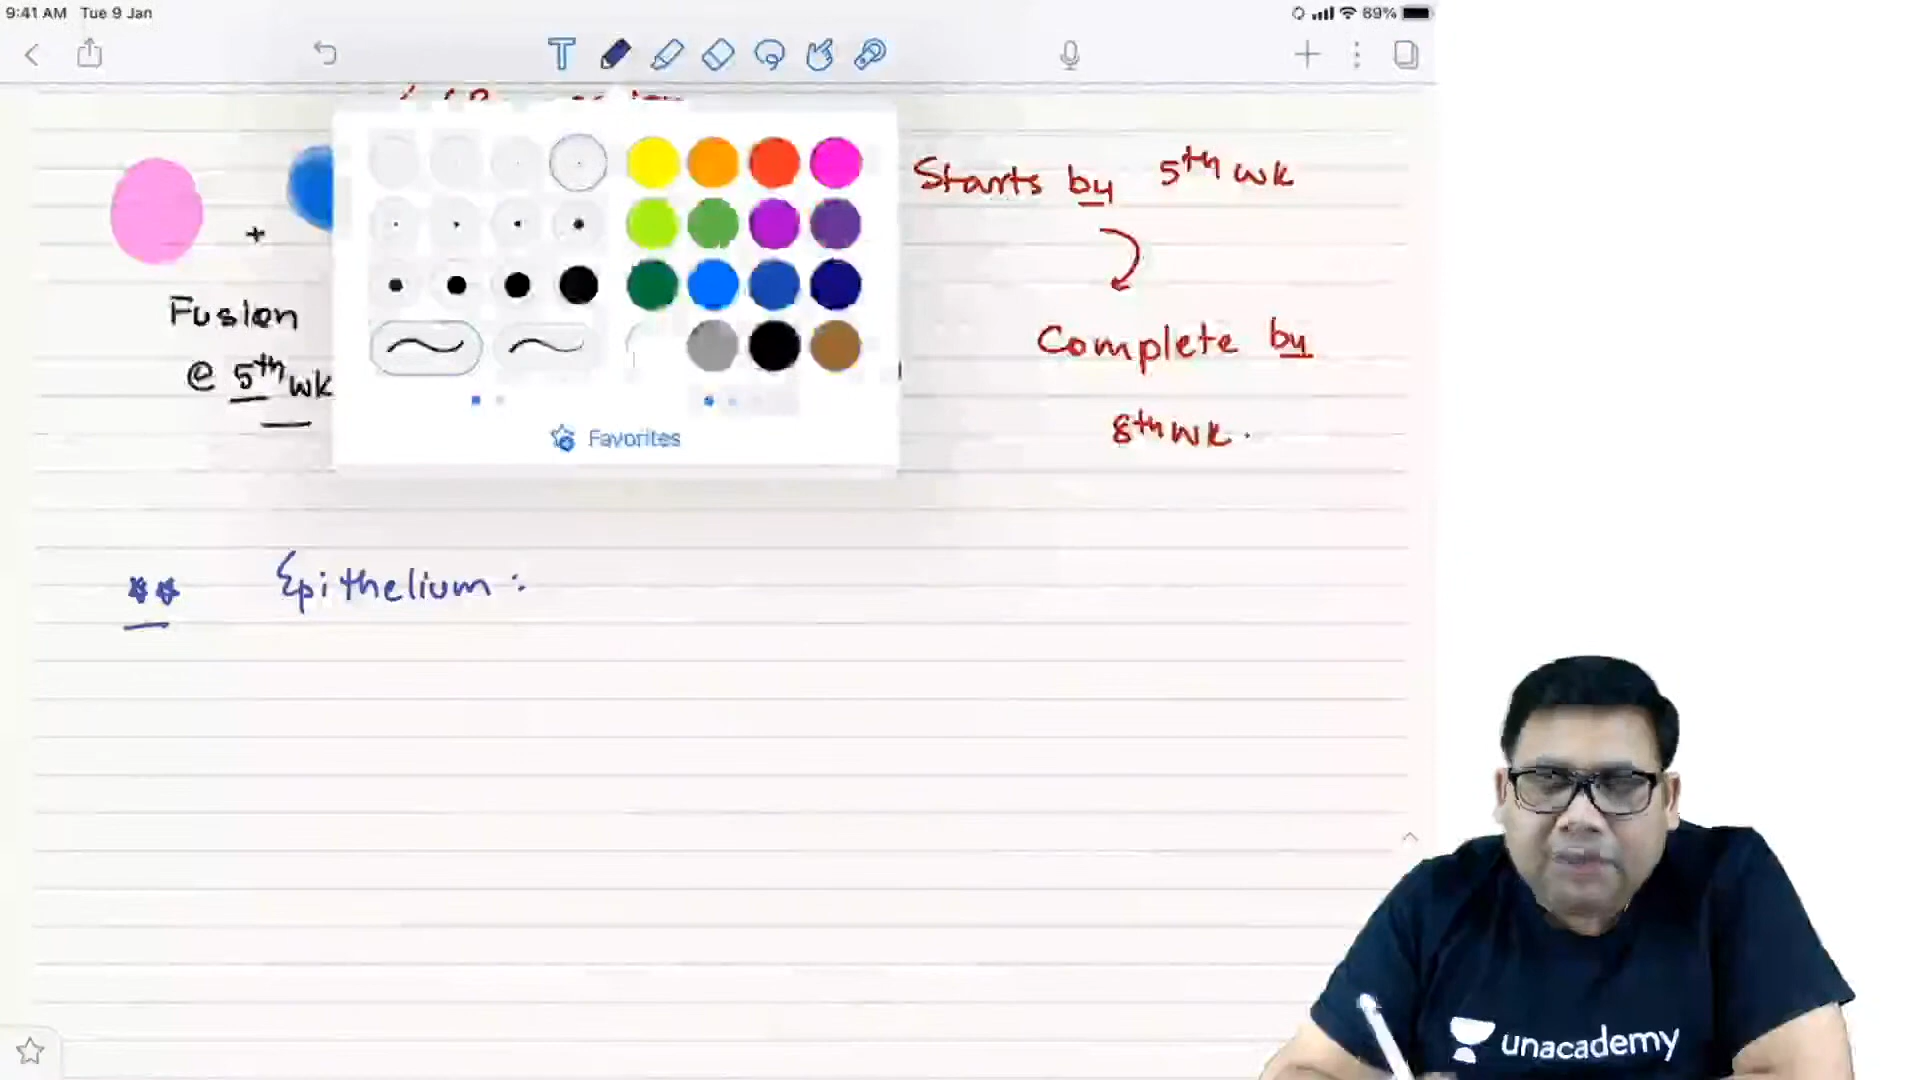 9:41 AM Tue 9 Jan
89%
T
Starts by 5th wk
+
Fusion
@ 5th wk
Complete by
8th wk.
Favorites
** Epithelium :
unacademy